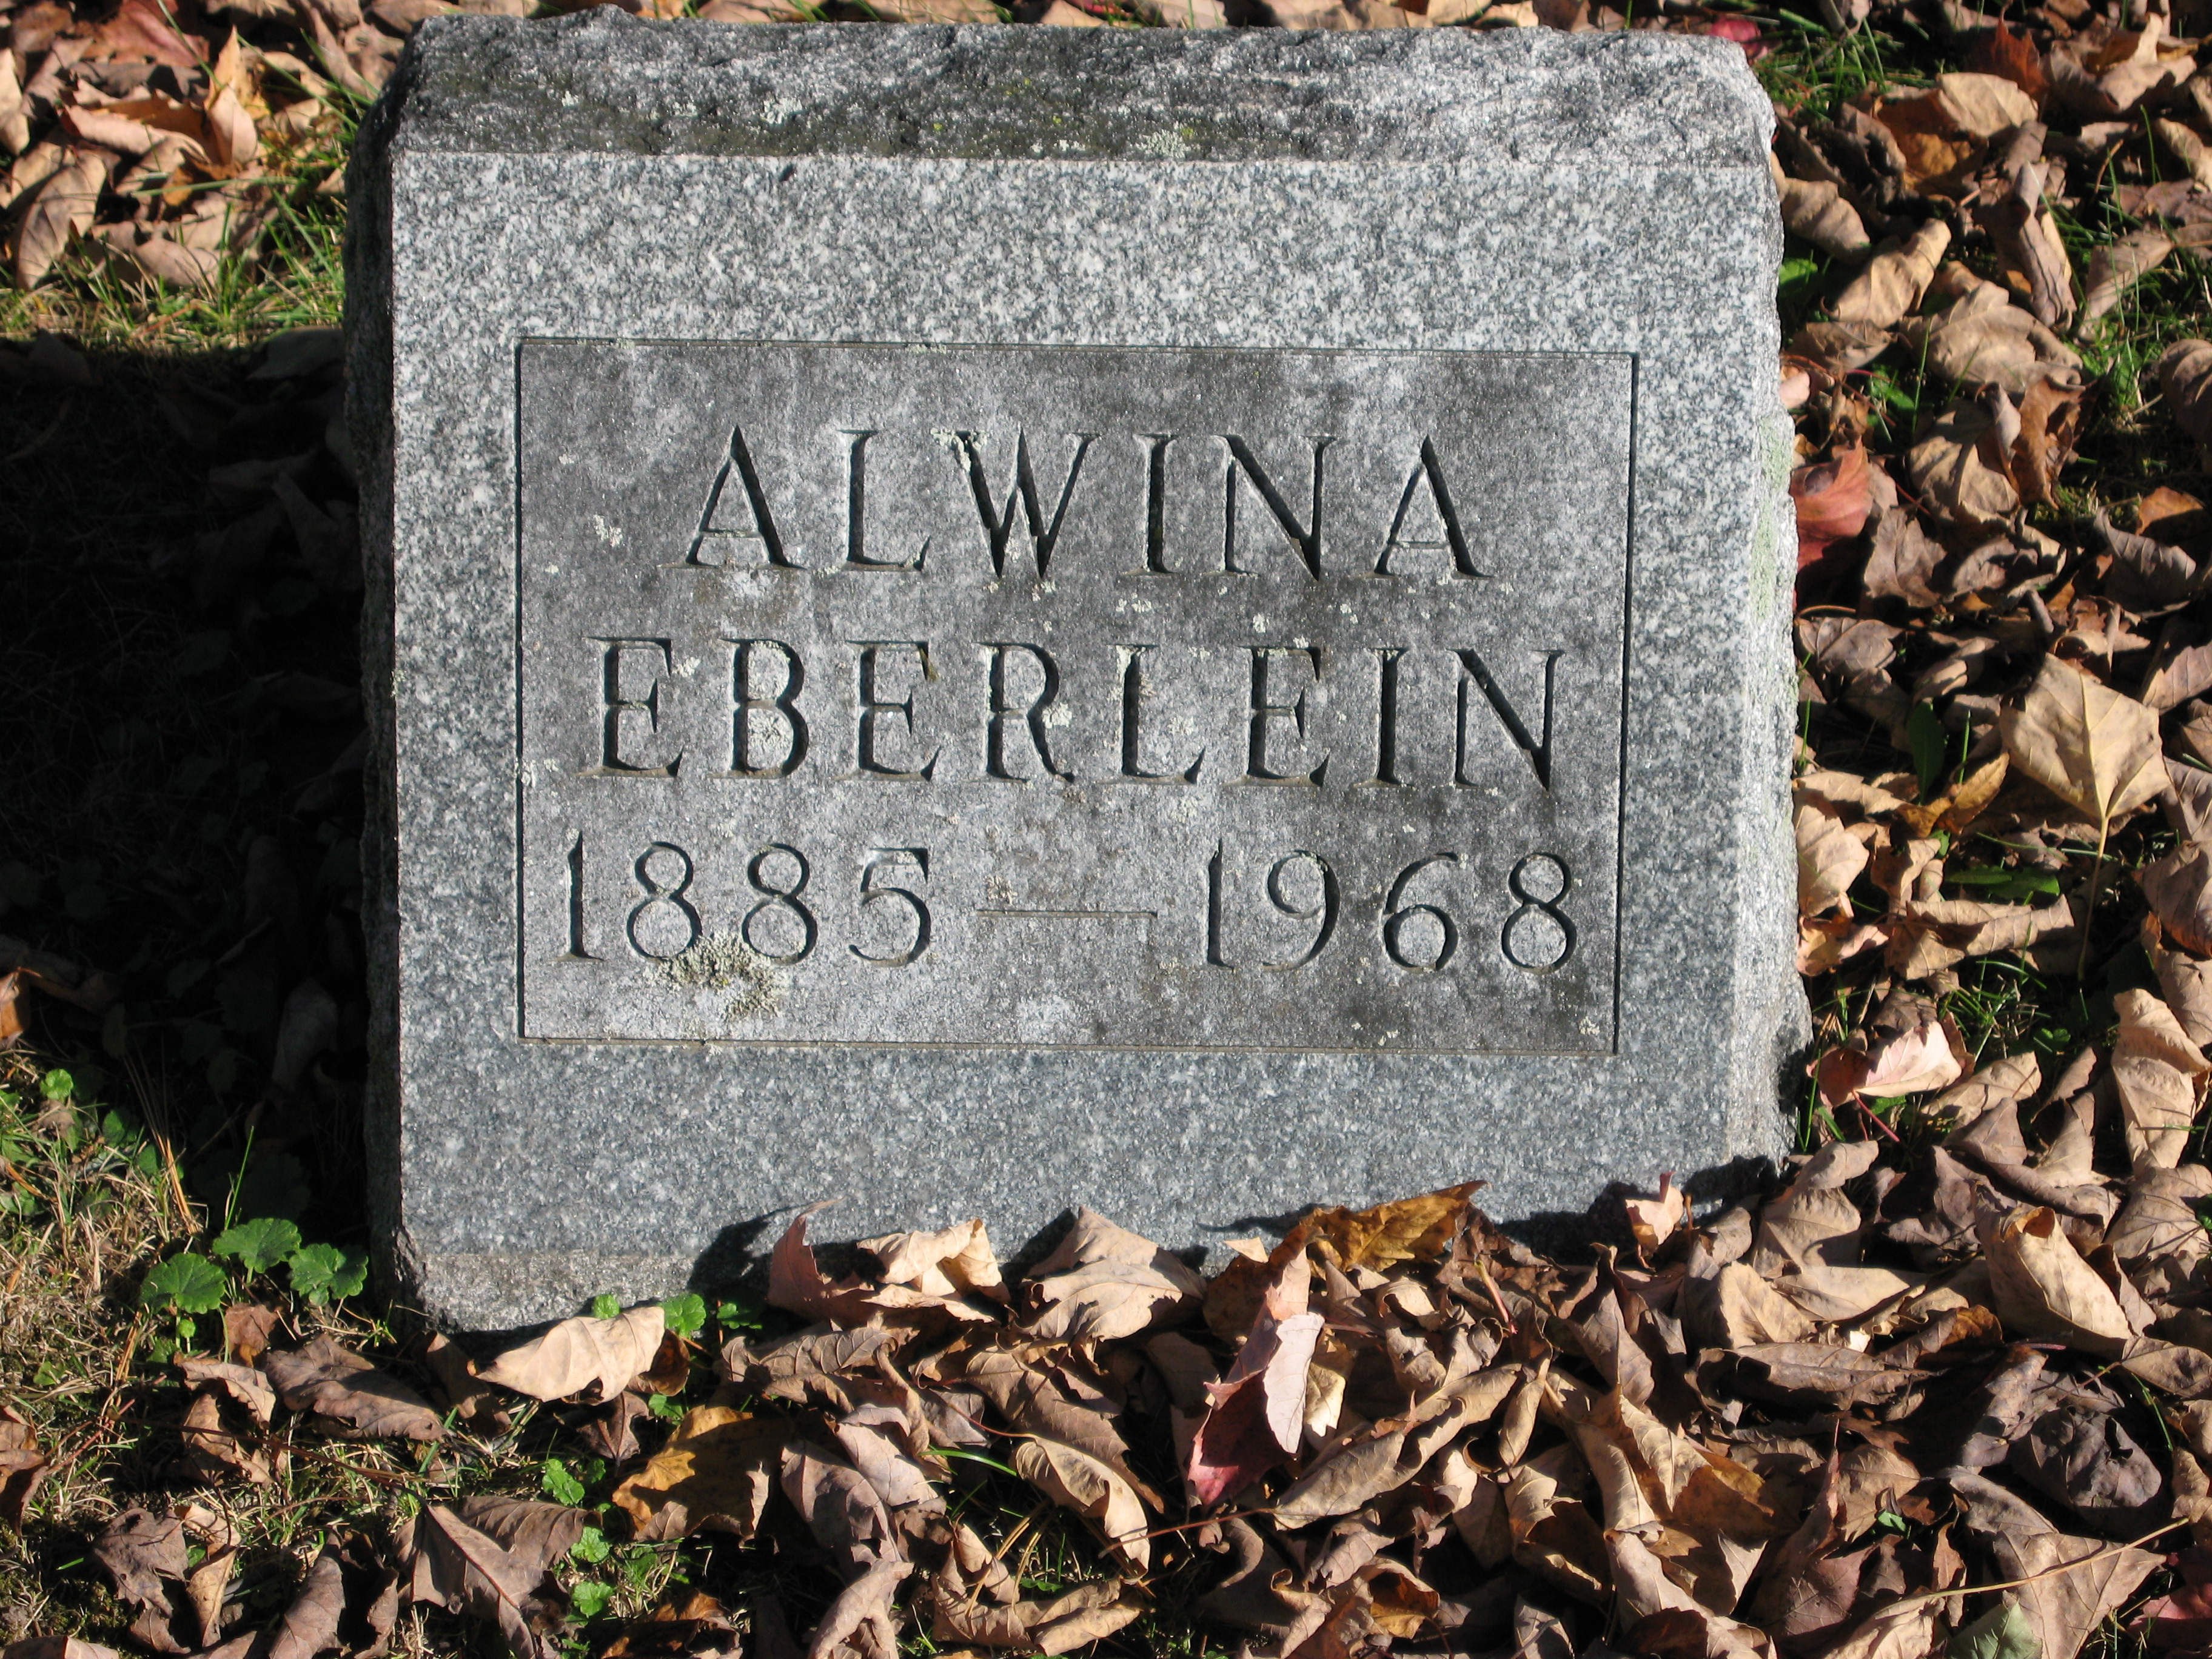 ALWINA
EBERLEIN
1885 — 1968